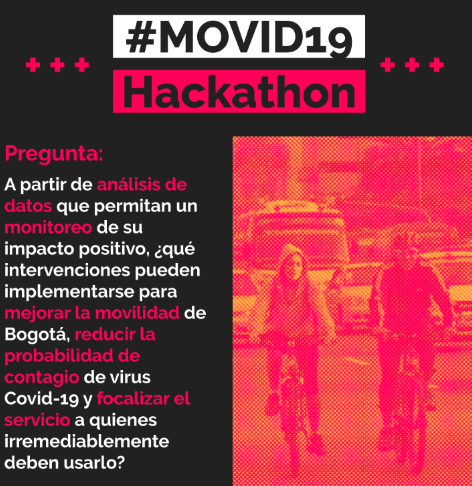 #MOVID19
Hackathon
Pregunta:
A partir de análisis de
datos que permitan un
monitoreo de su
impacto positivo, ¿qué
intervenciones pueden
implementarse para
mejorar la movilidad de
Bogotá, reducir la
probabilidad de
contagio de virus
Covid-19 y focalizar el
servicio a quienes
irremediablemente
deben usarlo?